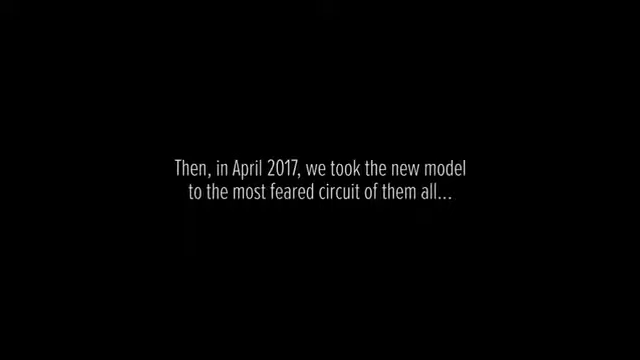 Then, in April 2017, we took the new model
to the most feared circuit of them all...